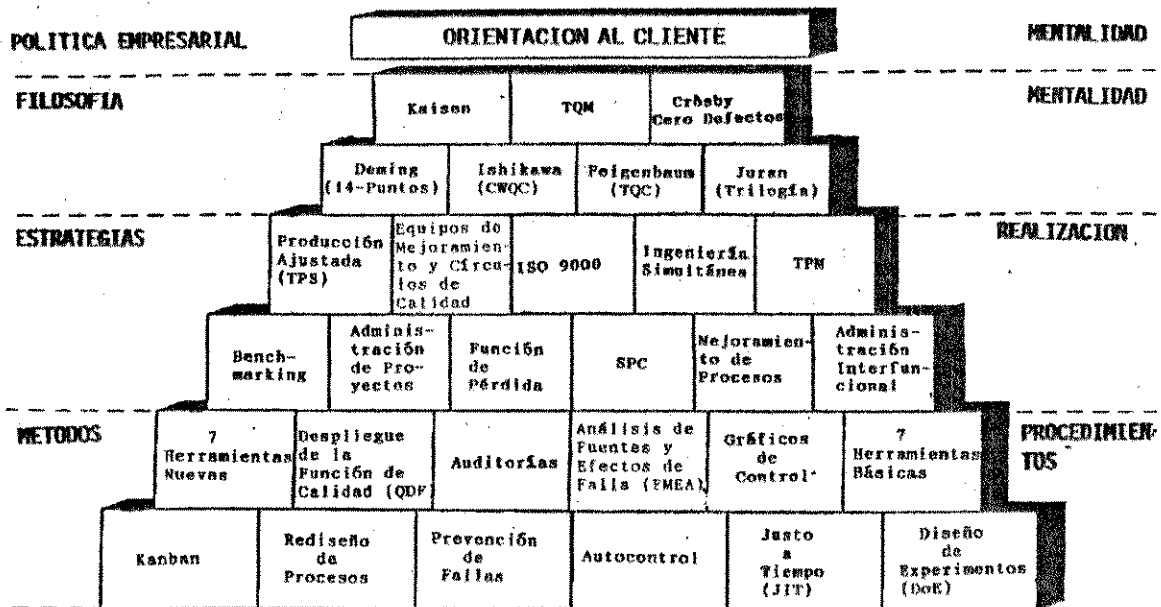 POLITICA EMPRESARIAL
ORIENTACION AL CLIENTE
MENTALIDAD
FILOSOFIA
MENTALIDAD
Kaisen
TQM
Crosby
Cero Defectos
Deming
(14-Puntos)
Ishikawa
(CWQC)
Feigenbaum
(TQC)
Juran
(Trilogía)
ESTRATEGIAS
REALIZACION
Producción
Ajustada
(TPS)
Equipos de
Mejoramien-
to y Círcu-
los de
Calidad
ISO 9000
Ingeniería
Simultánea
TPM
Bench-
marking
Adminis-
tración
de Pro-
yectos
Función
de
Pérdida
SPC
Mejoramien-
to de
Procesos
Adminis-
tración
Interfun-
cional
METODOS
PROCEDIMIEN-
TOS
7
Herramientas
Nuevas
Despliegue
de la
Función de
Calidad (QDF)
Auditorías
Análisis de
Fuentes y
Efectos de
Falla (FMEA)
Gráficos
de
Control
7
Herramientas
Básicas
Kanban
Rediseño
de
Procesos
Prevención
de
Fallas
Autocontrol
Justo
a
Tiempo
(JIT)
Diseño
de
Experimentos
(DoE)